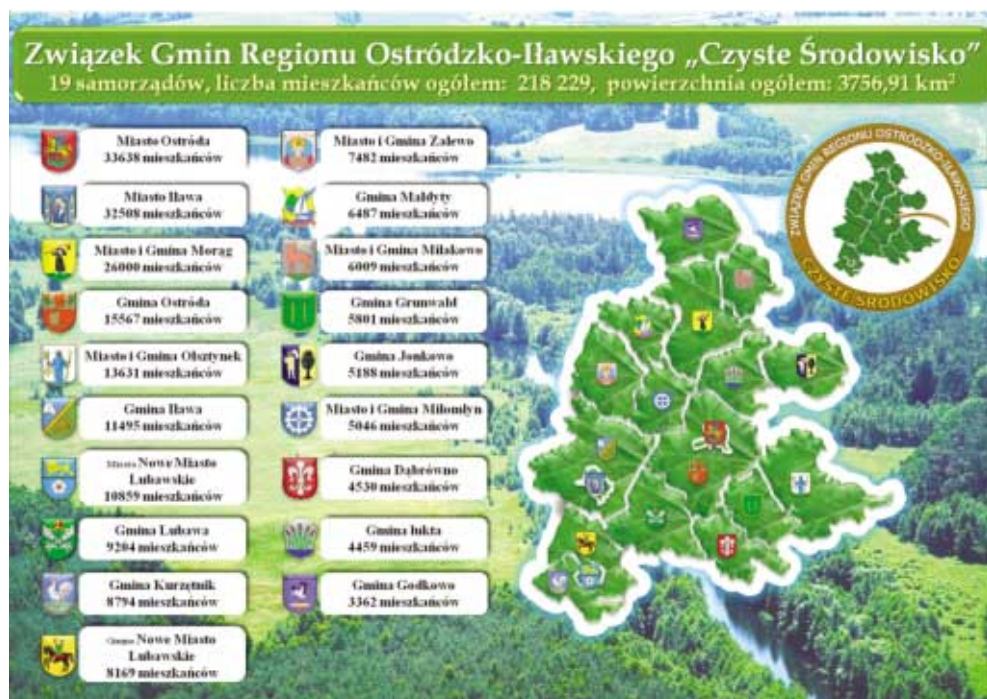 Związek Gmin Regionu Ostródzko-Iławskiego „Czyste Środowisko”
19 samorządów, liczba mieszkańców ogółem: 218 229, powierzchnia ogółem: 3756,91 km²
Miasto Ostróda
33638 mieszkańców
Miasto Iława
32508 mieszkańców
Miasto i Gmina Morąg
26000 mieszkańców
Gmina Ostróda
15567 mieszkańców
Miasto i Gmina Olsztynek
13631 mieszkańców
Gmina Iława
11495 mieszkańców
Miasto Nowe Miasto
Lubawskie
10859 mieszkańców
Gmina Lubawa
9204 mieszkańców
Gmina Kurzętnik
8794 mieszkańców
Gmina Nowe Miasto
Lubawskie
8169 mieszkańców
Miasto i Gmina Zalewo
7482 mieszkańców
Gmina Małdyty
6487 mieszkańców
Miasto i Gmina Miłakowo
6009 mieszkańców
Gmina Grunwald
5801 mieszkańców
Gmina Jonkowo
5188 mieszkańców
Miasto i Gmina Miłomłyn
5046 mieszkańców
Gmina Dąbrówno
4530 mieszkańców
Gmina Łukta
4459 mieszkańców
Gmina Godkowo
3362 mieszkańców
ZWIĄZEK GMIN REGIONU OSTRÓDZKO-IŁAWSKIEGO
CZYSTE ŚRODOWISKO